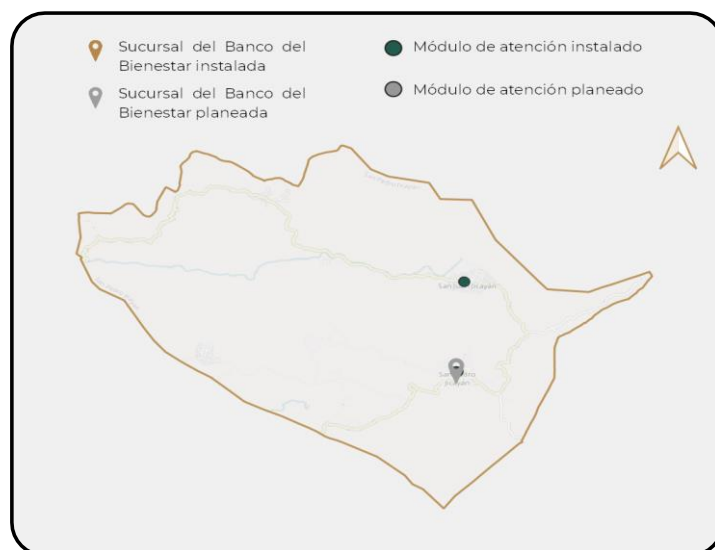 Sucursal del Banco del
Bienestar instalada
Módulo de atención instalado
Sucursal del Banco del
Bienestar planeada
Módulo de atención planeado
San